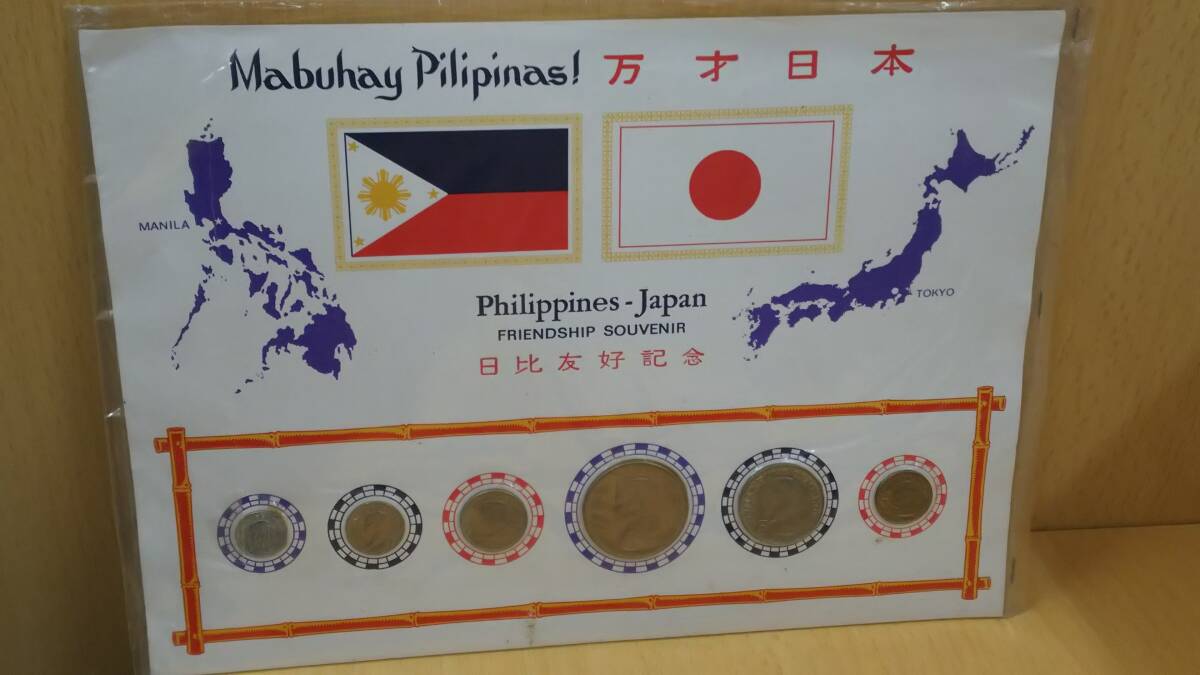 Mabuhay Pilipinas! 万才日本
MANILA
Philippines - Japan
TOKYO
FRIENDSHIP SOUVENIR
日比友好記念